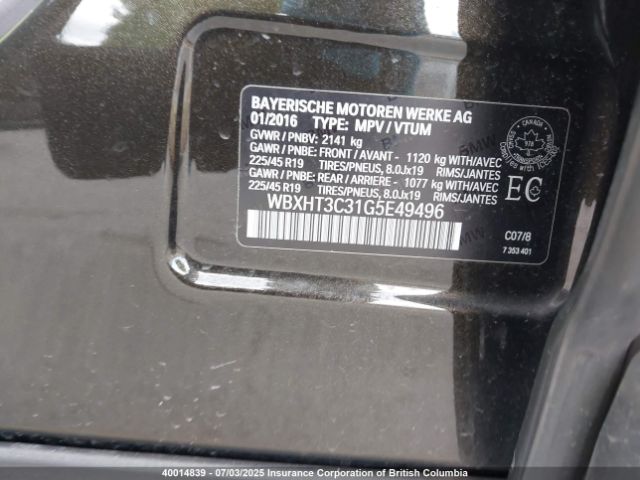 BAYERISCHE MOTOREN WERKE AG
01/2016 TYPE: MPV / VTUM
GVWR / PNBV: 2141 kg
GAWR / PNBE: FRONT / AVANT - 1120 kg WITH/AVEC
225/45 R19 TIRES/PNEUS, 8.0Jx19 RIMS/JANTES
GAWR / PNBE: REAR / ARRIERE - 1077 kg WITH/AVEC
225/45 R19 TIRES/PNEUS, 8.0Jx19 RIMS/JANTES
WBXHT3C31G5E49496
CANADA
978
EC
C07/8
7 353 401
40014839 - 07/03/2025 Insurance Corporation of British Columbia